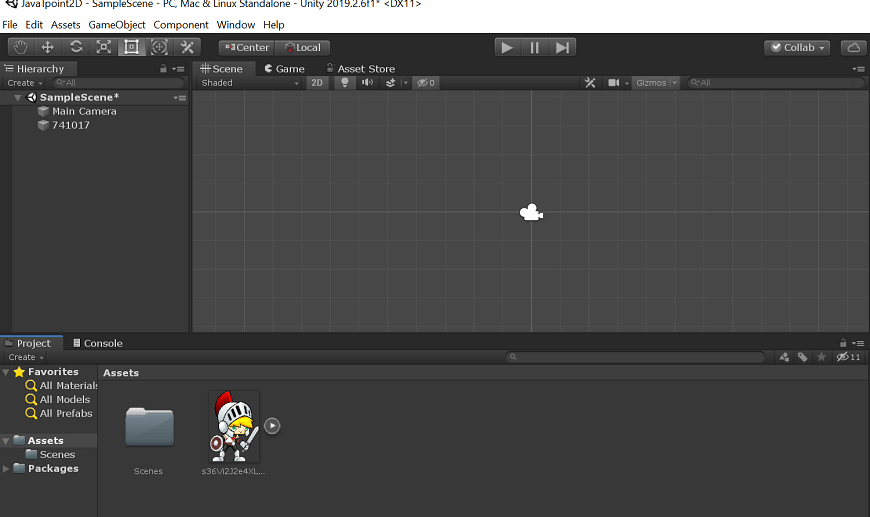 JavaTpoint2D - SampleScene - PC, Mac & Linux Standalone - Unity 2019.2.6f1* <DX11>
File Edit Assets GameObject Component Window Help
Center Local Collab
Hierarchy Scene Game Asset Store
Create All Shaded 2D 0 Gizmos All
SampleScene*
Main Camera
741017
Project Console
Create 11
Favorites Assets
All Materials
All Models
All Prefabs
Assets
Scenes
Packages
Scenes s36Vi2J2e4XL...